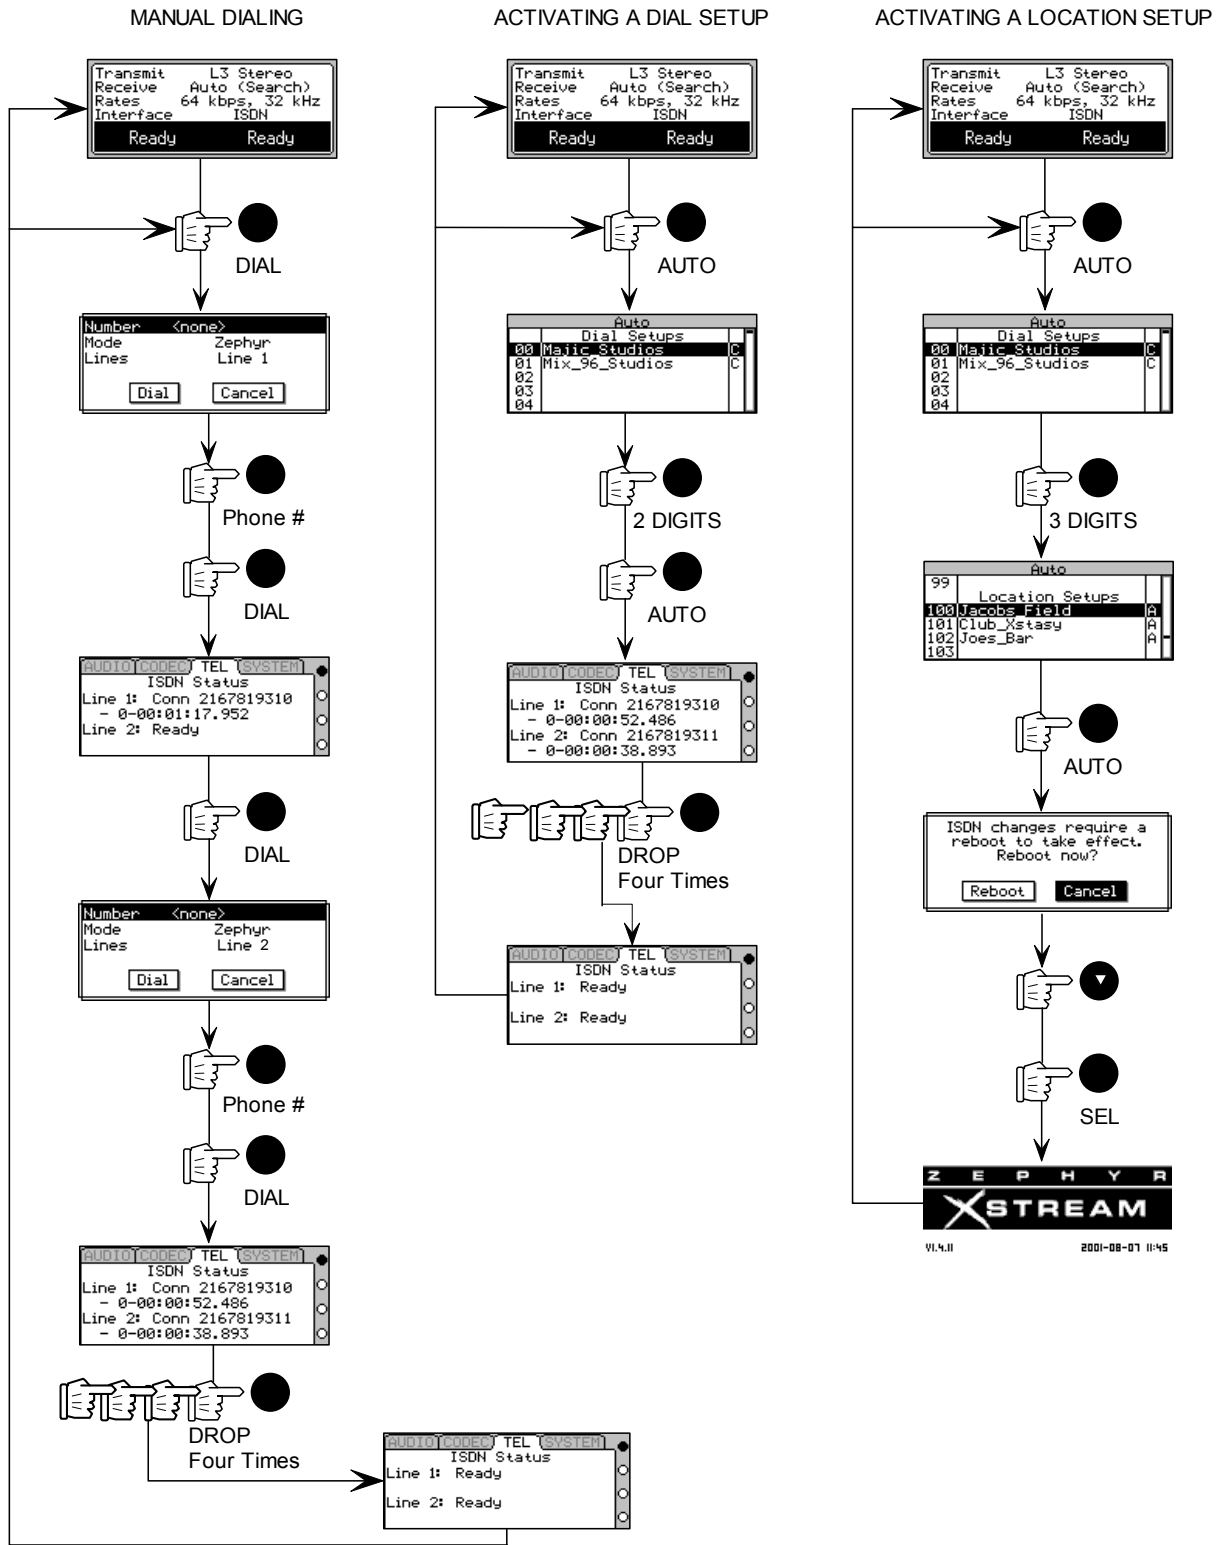 MANUAL DIALING
Transmit L3 Stereo
Receive Auto (Search)
Rates 64 kbps, 32 kHz
Interface ISDN
Ready Ready
DIAL
Number <none>
Mode Zephyr
Lines Line 1
Dial Cancel
Phone #
DIAL
AUDIO CODEC TEL SYSTEM
ISDN Status
Line 1: Conn 2167819310
- 0-00:01:17.952
Line 2: Ready
DIAL
Number <none>
Mode Zephyr
Lines Line 2
Dial Cancel
Phone #
DIAL
AUDIO CODEC TEL SYSTEM
ISDN Status
Line 1: Conn 2167819310
- 0-00:00:52.486
Line 2: Conn 2167819311
- 0-00:00:38.893
DROP
Four Times
AUDIO CODEC TEL SYSTEM
ISDN Status
Line 1: Ready
Line 2: Ready
ACTIVATING A DIAL SETUP
Transmit L3 Stereo
Receive Auto (Search)
Rates 64 kbps, 32 kHz
Interface ISDN
Ready Ready
AUTO
Auto
Dial Setups
00 Majic_Studios C
01 Mix_96_Studios C
02
03
04
2 DIGITS
AUTO
AUDIO CODEC TEL SYSTEM
ISDN Status
Line 1: Conn 2167819310
- 0-00:00:52.486
Line 2: Conn 2167819311
- 0-00:00:38.893
DROP
Four Times
AUDIO CODEC TEL SYSTEM
ISDN Status
Line 1: Ready
Line 2: Ready
ACTIVATING A LOCATION SETUP
Transmit L3 Stereo
Receive Auto (Search)
Rates 64 kbps, 32 kHz
Interface ISDN
Ready Ready
AUTO
Auto
Dial Setups
00 Majic_Studios C
01 Mix_96_Studios C
02
03
04
3 DIGITS
Auto
99
Location Setups
100 Jacobs_Field A
101 Club_Xstasy A
102 Joes_Bar A
103
AUTO
ISDN changes require a
reboot to take effect.
Reboot now?
Reboot Cancel
SEL
ZEPHYR
XSTREAM
V1.4.11 2001-08-07 11:45